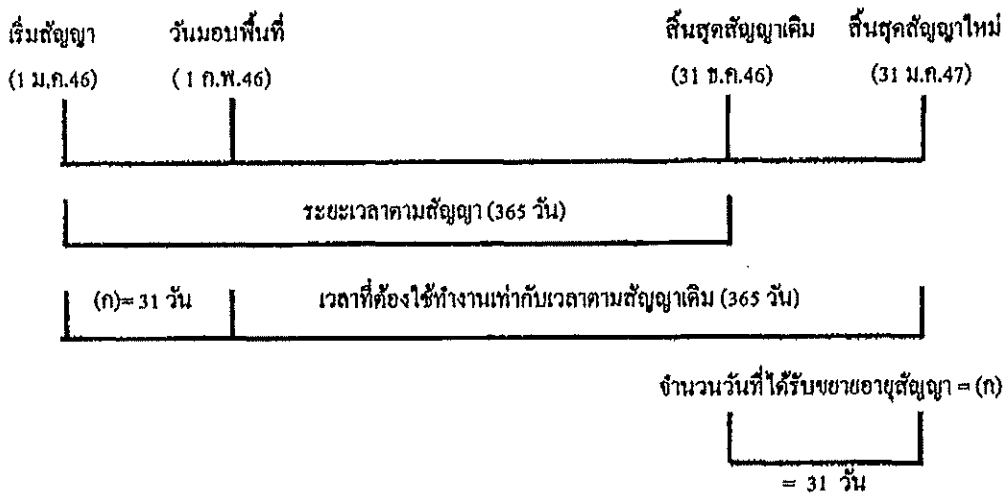 เริ่มสัญญา วันมอบพื้นที่ สิ้นสุดสัญญาเดิม สิ้นสุดสัญญาใหม่
(1 ม.ค.46) (1 ก.พ.46) (31 ธ.ค.46) (31 ม.ค.47)
ระยะเวลาตามสัญญา (365 วัน)
(ก)= 31 วัน เวลาที่ต้องใช้ทำงานเท่ากับเวลาตามสัญญาเดิม (365 วัน)
จำนวนวันที่ได้รับขยายอายุสัญญา = (ก)
= 31 วัน